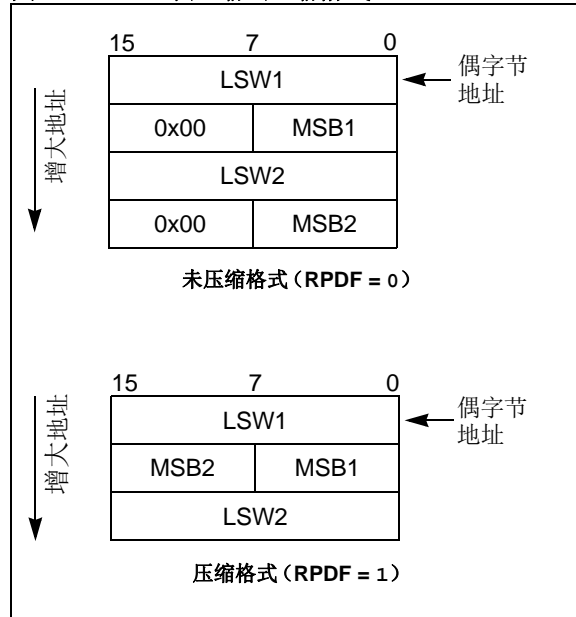 15 7 0
LSW1
偶字节
地址
0x00 MSB1
LSW2
0x00 MSB2
增大地址
未压缩格式（RPDF = 0）
15 7 0
LSW1
偶字节
地址
MSB2 MSB1
LSW2
增大地址
压缩格式（RPDF = 1）